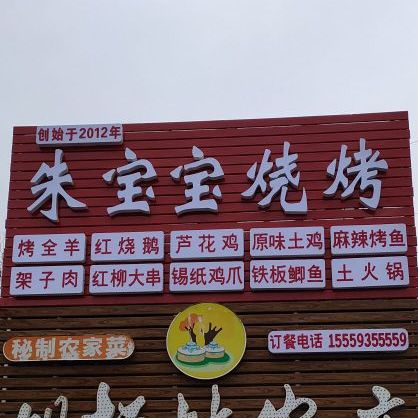 创始于2012年
朱宝宝烧烤
烤全羊 红烧鹅 芦花鸡 原味土鸡 麻辣烤鱼
架子肉 红柳大串 锡纸鸡爪 铁板鲫鱼 土火锅
秘制农家菜 订餐电话 15559355559